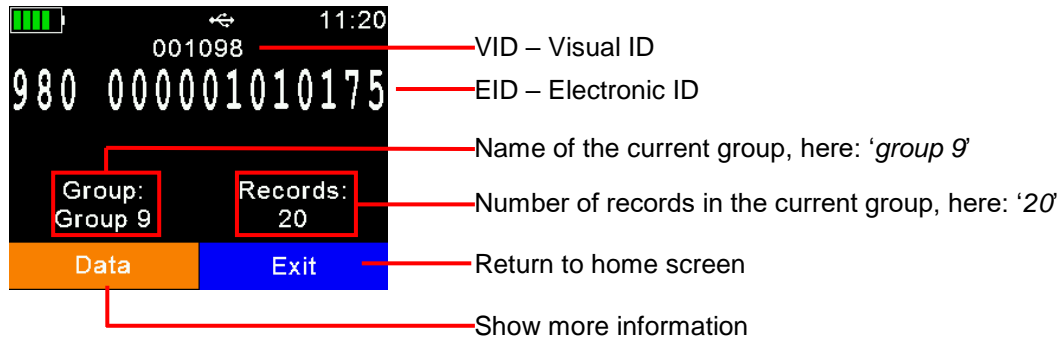 11:20
001098
VID – Visual ID
980 000001010175
EID – Electronic ID
Name of the current group, here: ‘group 9’
Group:
Group 9
Records:
20
Number of records in the current group, here: ‘20’
Data
Exit
Return to home screen
Show more information